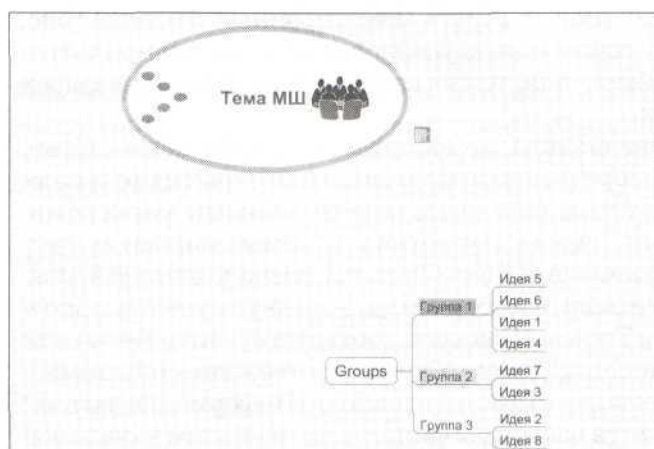 Тема МШ
Groups
Группа 1
Идея 5
Идея 6
Идея 1
Идея 4
Группа 2
Идея 7
Идея 3
Группа 3
Идея 2
Идея 8